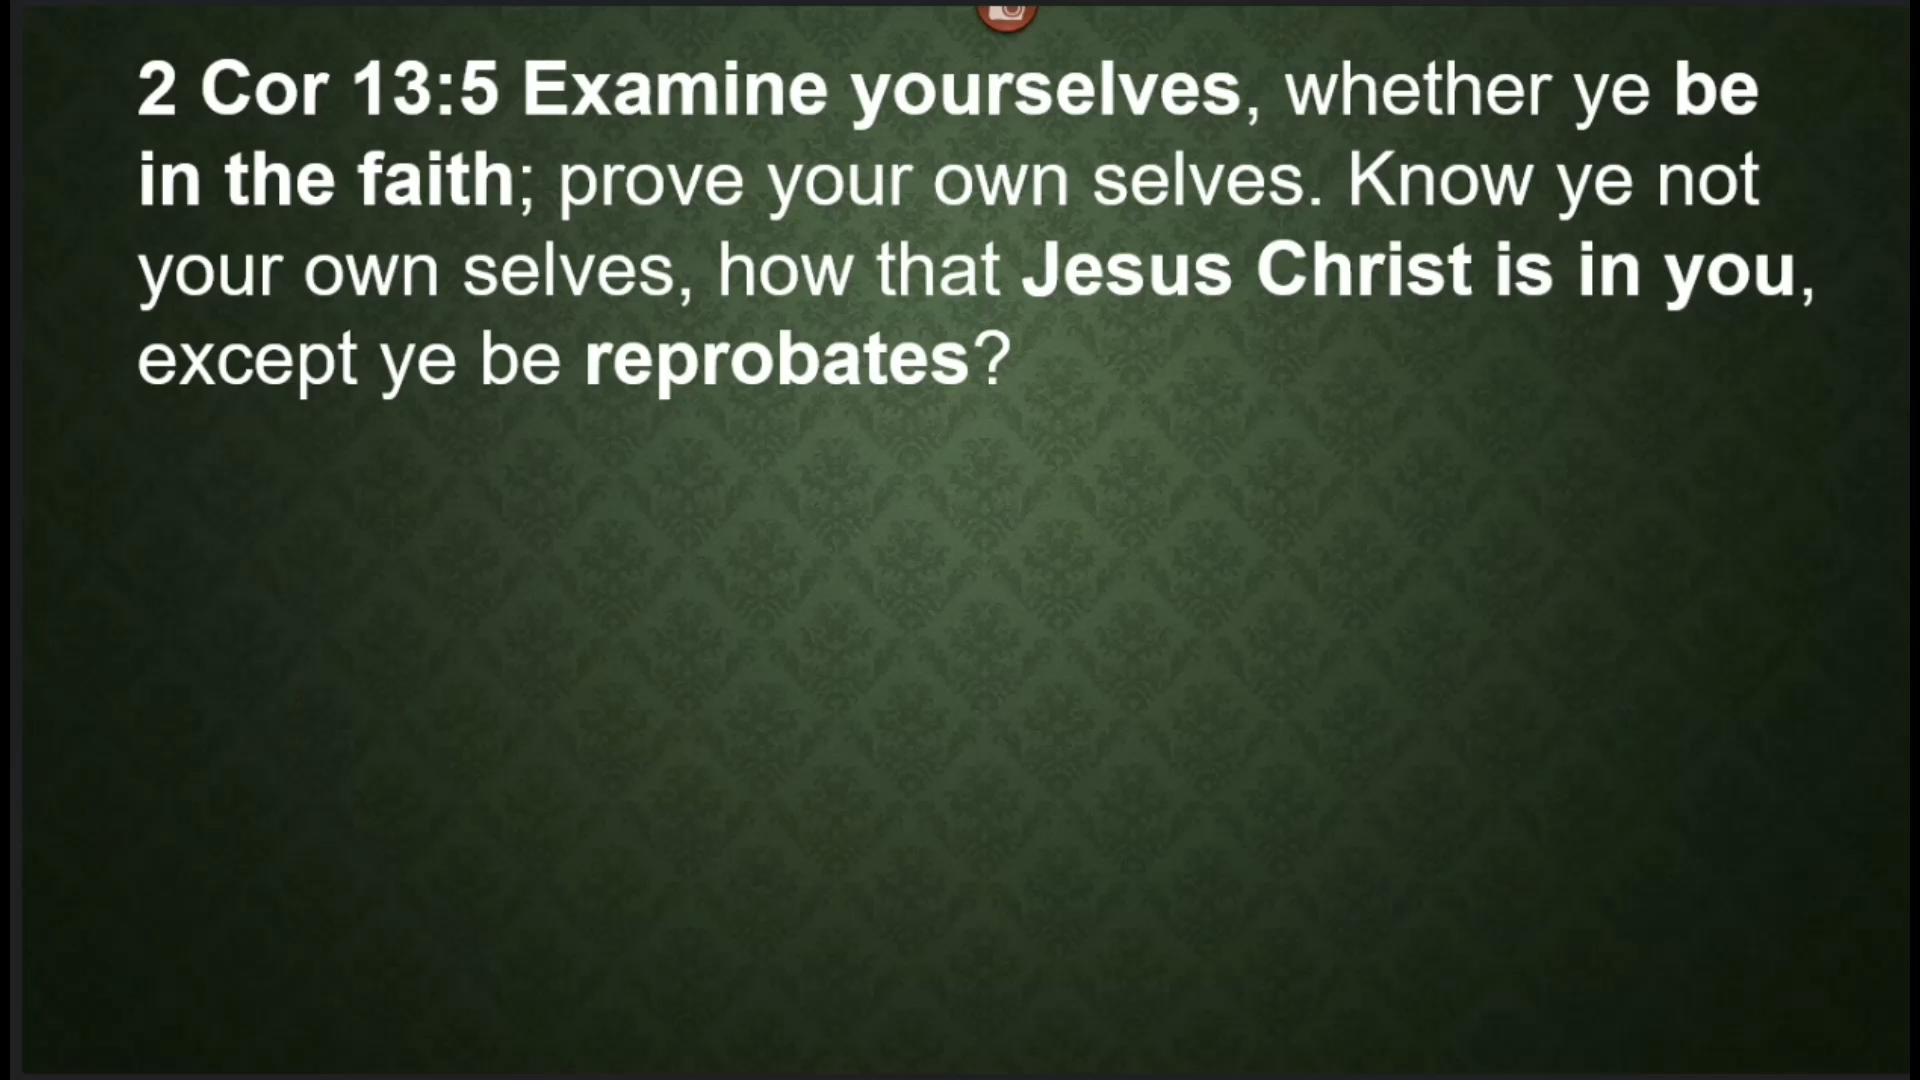 2 Cor 13:5 Examine yourselves, whether ye be
in the faith; prove your own selves. Know ye not
your own selves, how that Jesus Christ is in you,
except ye be reprobates?